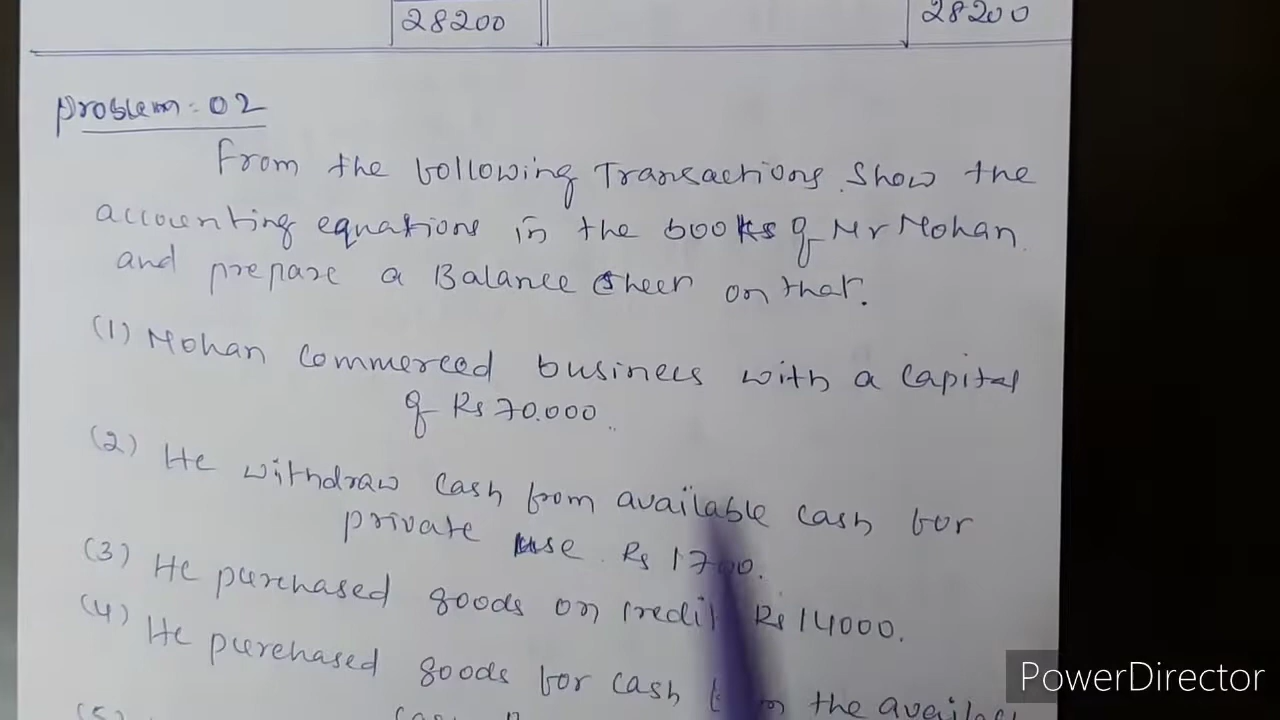 28200 28200
Problem: 02
From the following Transactions. Show the
accounting equations in the books of Mr Mohan.
and prepare a Balance Sheet on that.
(1) Mohan commerced business with a capital
of Rs 70.000.
(2) He withdraw cash from available cash for
private use. Rs 1700.
(3) He purchased goods on credit Rs 14000.
(4) He purchased goods for cash the
(5)
PowerDirector